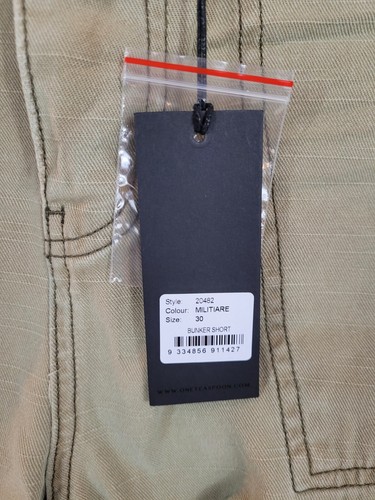 Style: 20482
Colour: MILITIARE
Size: 30
BUNKER SHORT
9 334856 911427